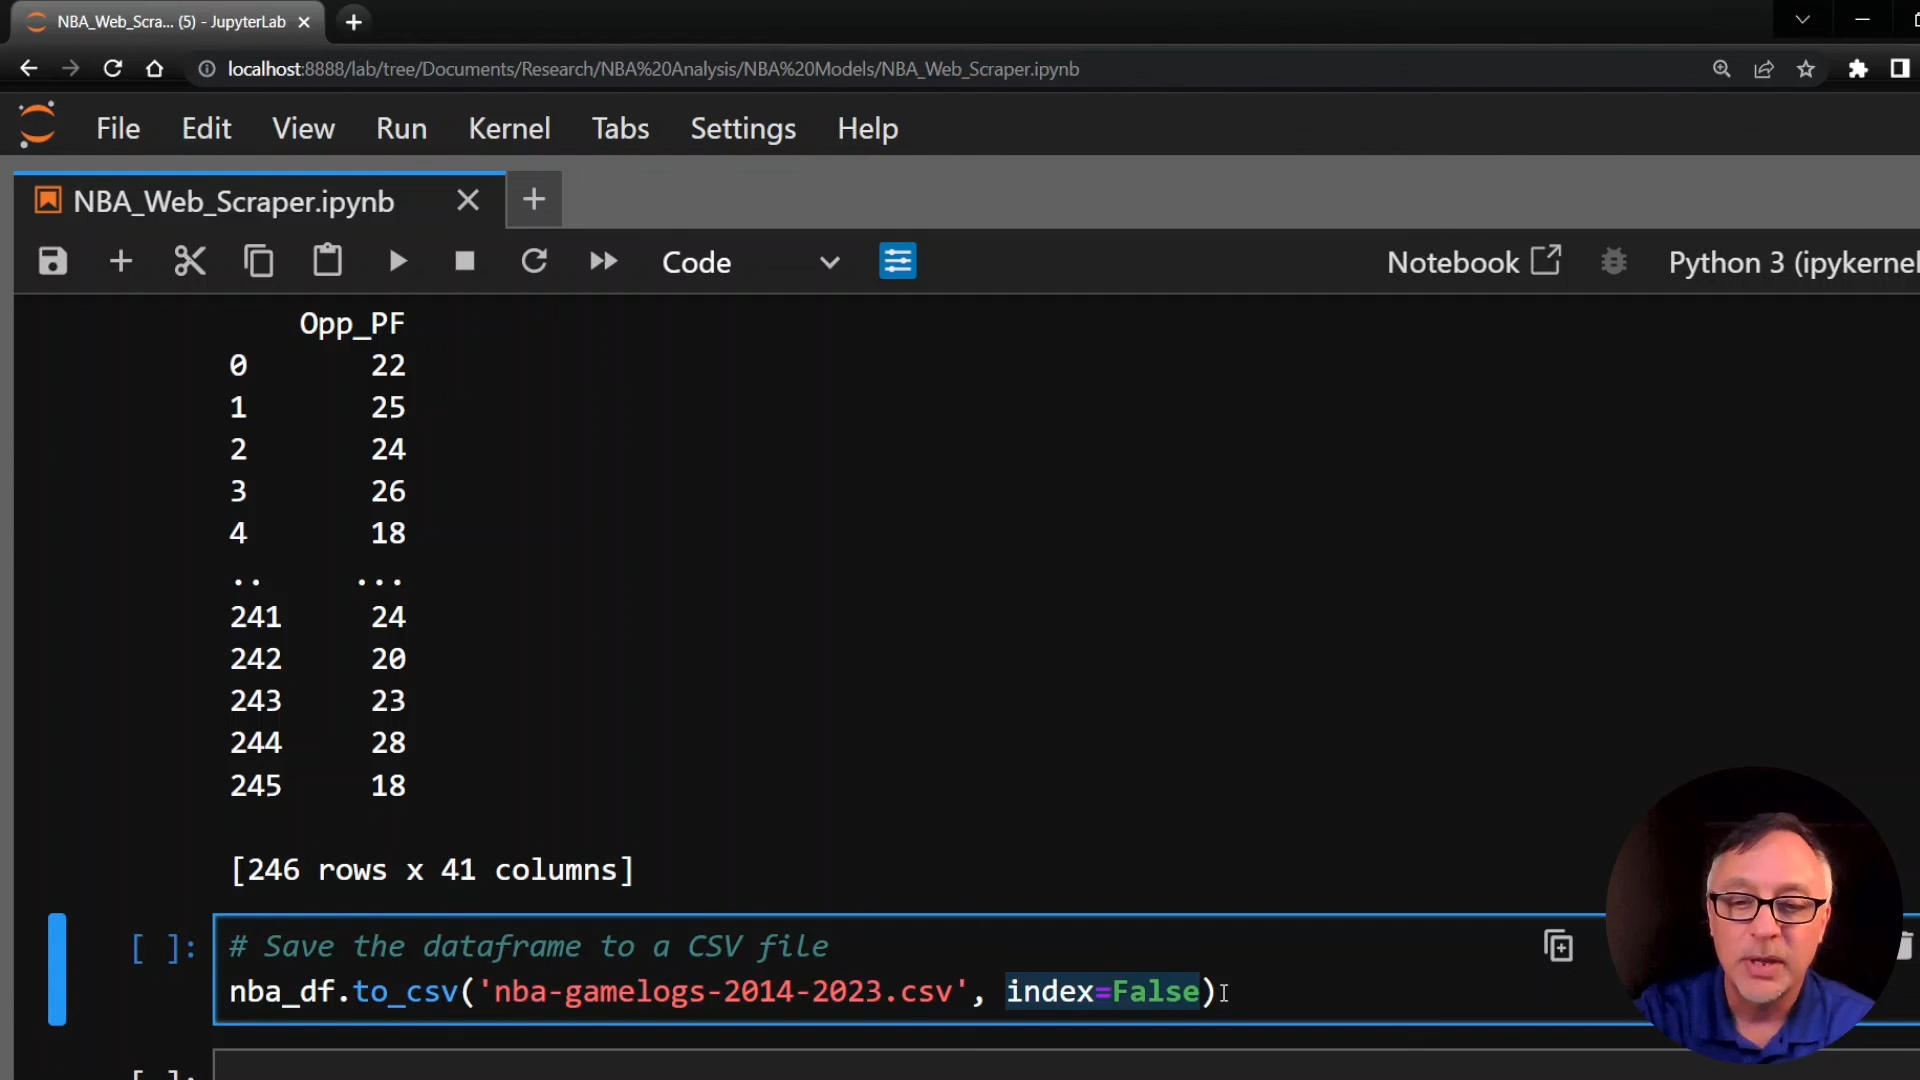 NBA_Web_Scra... (5) - JupyterLab
localhost:8888/lab/tree/Documents/Research/NBA%20Analysis/NBA%20Models/NBA_Web_Scraper.ipynb
File Edit View Run Kernel Tabs Settings Help
NBA_Web_Scraper.ipynb
Code Notebook Python 3 (ipykernel
Opp_PF
0 22
1 25
2 24
3 26
4 18
.. ...
241 24
242 20
243 23
244 28
245 18
[246 rows x 41 columns]
[ ]: # Save the dataframe to a CSV file
nba_df.to_csv('nba-gamelogs-2014-2023.csv', index=False)
[ ]: